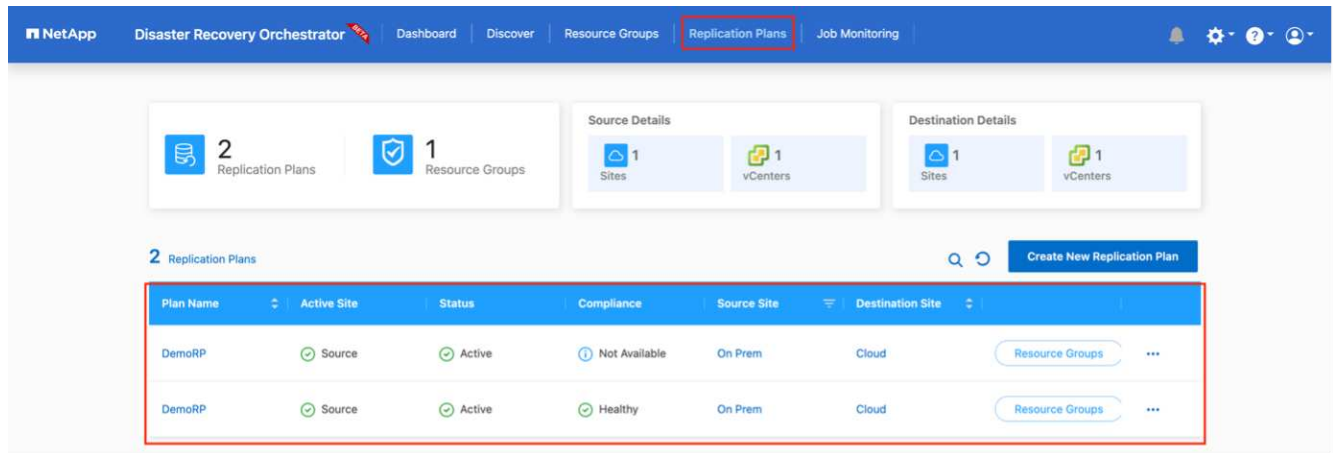 NetApp Disaster Recovery Orchestrator BETA Dashboard Discover Resource Groups Replication Plans Job Monitoring
2
Replication Plans
1
Resource Groups
Source Details
1
Sites
1
vCenters
Destination Details
1
Sites
1
vCenters
2 Replication Plans Create New Replication Plan
Plan Name Active Site Status Compliance Source Site Destination Site
DemoRP Source Active Not Available On Prem Cloud Resource Groups
DemoRP Source Active Healthy On Prem Cloud Resource Groups